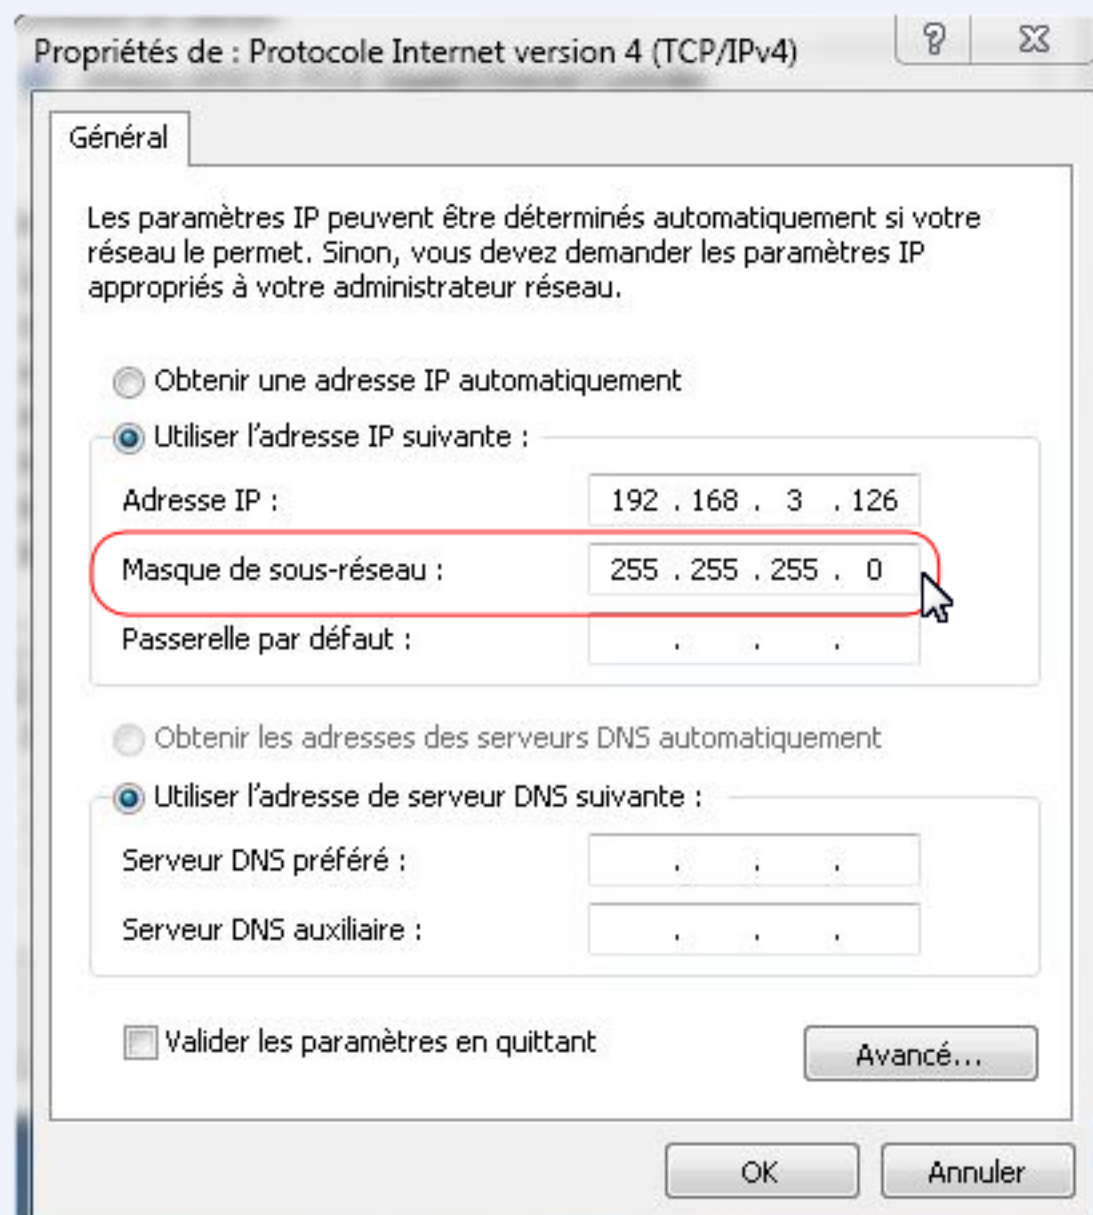 Propriétés de : Protocole Internet version 4 (TCP/IPv4)
Général
Les paramètres IP peuvent être déterminés automatiquement si votre
réseau le permet. Sinon, vous devez demander les paramètres IP
appropriés à votre administrateur réseau.
Obtenir une adresse IP automatiquement
Utiliser l'adresse IP suivante :
Adresse IP : 192 . 168 . 3 . 126
Masque de sous-réseau : 255 . 255 . 255 . 0
Passerelle par défaut : . . .
Obtenir les adresses des serveurs DNS automatiquement
Utiliser l'adresse de serveur DNS suivante :
Serveur DNS préféré : . . .
Serveur DNS auxiliaire : . . .
Valider les paramètres en quittant
Avancé...
OK Annuler